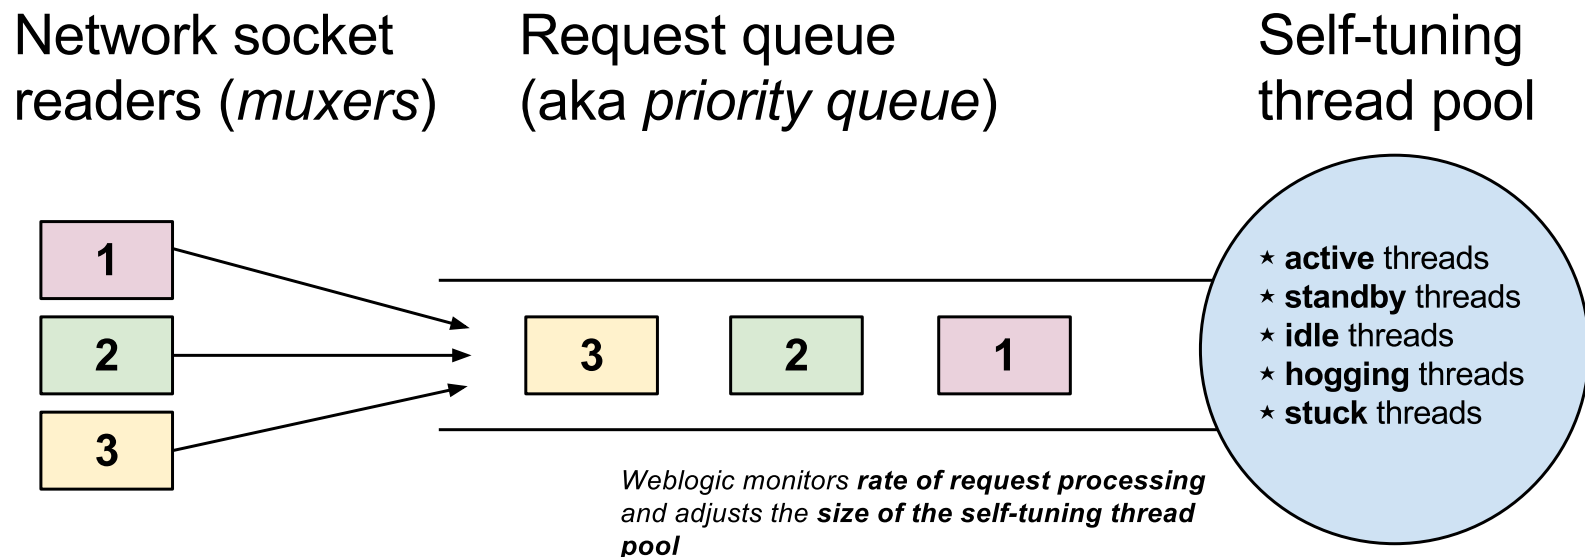 Network socket
readers (muxers)
Request queue
(aka priority queue)
Self-tuning
thread pool
1
2
3
3
2
1
★ active threads
★ standby threads
★ idle threads
★ hogging threads
★ stuck threads
Weblogic monitors rate of request processing
and adjusts the size of the self-tuning thread
pool